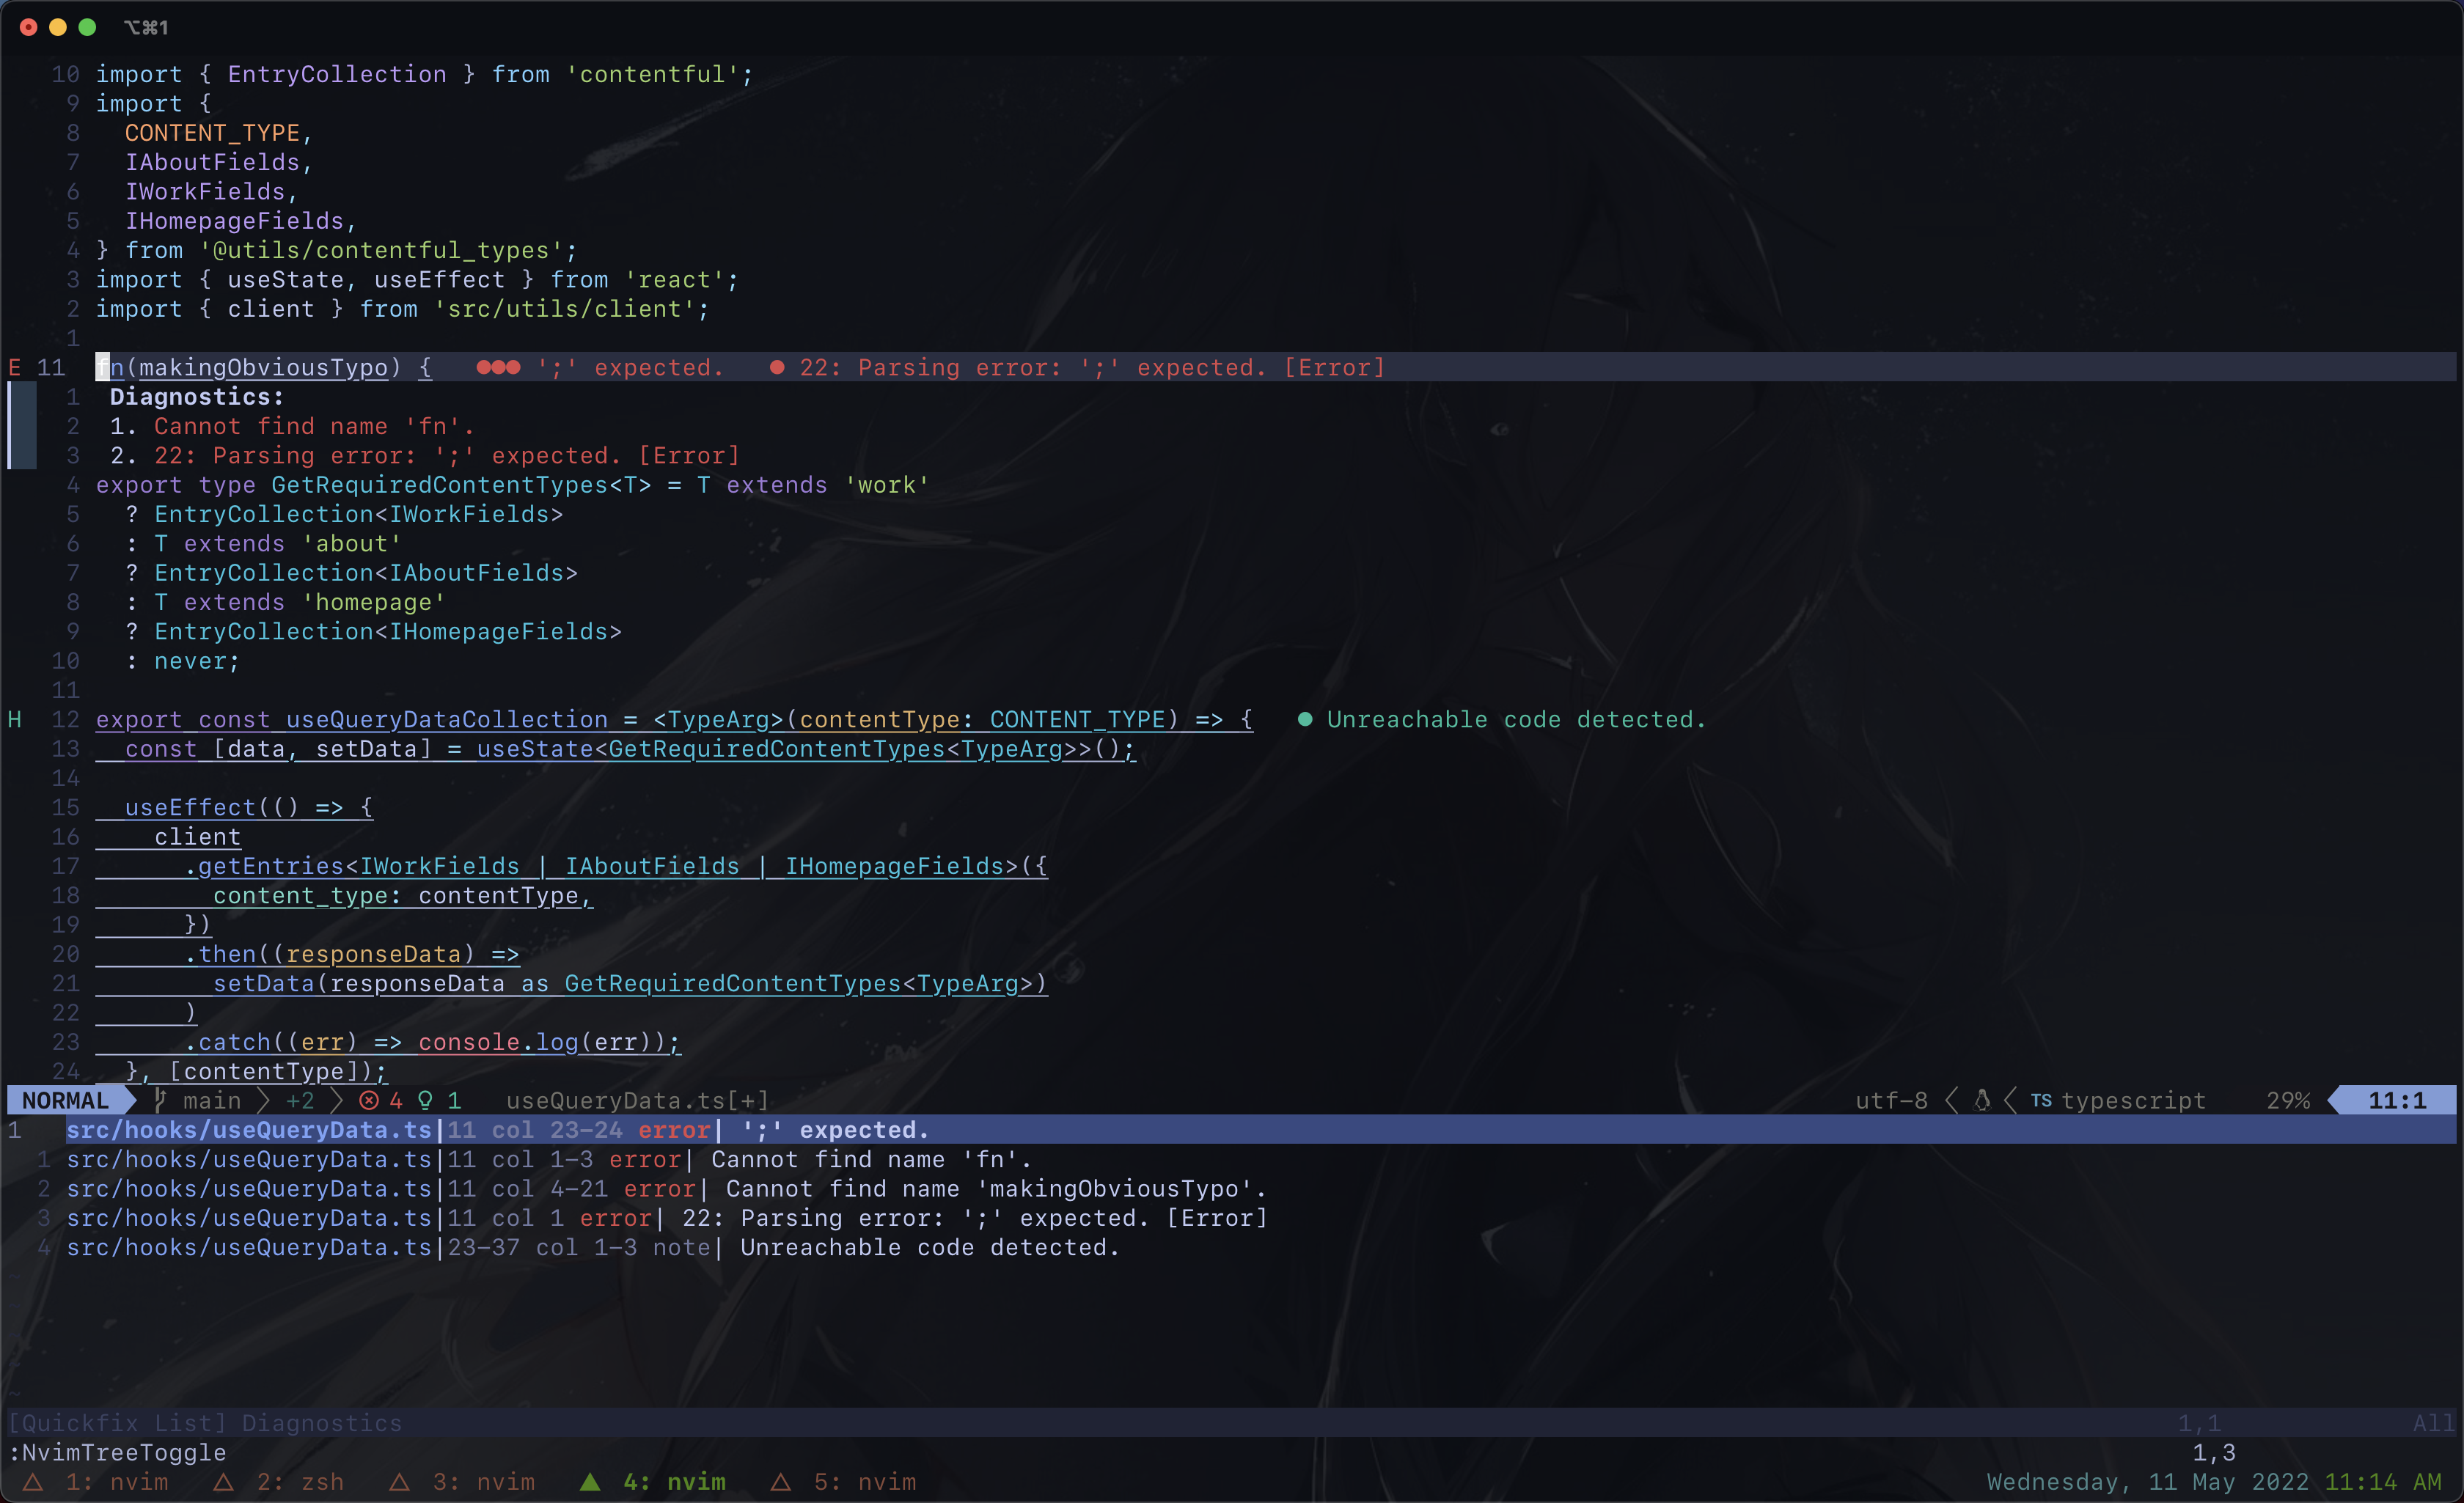 ⌥⌘1
10 import { EntryCollection } from 'contentful';
9 import {
8   CONTENT_TYPE,
7   IAboutFields,
6   IWorkFields,
5   IHomepageFields,
4 } from '@utils/contentful_types';
3 import { useState, useEffect } from 'react';
2 import { client } from 'src/utils/client';
1
E 11 fn(makingObviousTypo) {   ●●● ';' expected.   ● 22: Parsing error: ';' expected. [Error]
1 Diagnostics:
2 1. Cannot find name 'fn'.
3 2. 22: Parsing error: ';' expected. [Error]
4 export type GetRequiredContentTypes<T> = T extends 'work'
5   ? EntryCollection<IWorkFields>
6   : T extends 'about'
7   ? EntryCollection<IAboutFields>
8   : T extends 'homepage'
9   ? EntryCollection<IHomepageFields>
10   : never;
11
H 12 export const useQueryDataCollection = <TypeArg>(contentType: CONTENT_TYPE) => {   ● Unreachable code detected.
13   const [data, setData] = useState<GetRequiredContentTypes<TypeArg>>();
14
15   useEffect(() => {
16     client
17       .getEntries<IWorkFields | IAboutFields | IHomepageFields>({
18         content_type: contentType,
19       })
20       .then((responseData) =>
21         setData(responseData as GetRequiredContentTypes<TypeArg>)
22       )
23       .catch((err) => console.log(err));
24   }, [contentType]);
NORMAL main +2 4 1 useQueryData.ts[+] utf-8 TS typescript 29% 11:1
1 src/hooks/useQueryData.ts|11 col 23-24 error| ';' expected.
1 src/hooks/useQueryData.ts|11 col 1-3 error| Cannot find name 'fn'.
2 src/hooks/useQueryData.ts|11 col 4-21 error| Cannot find name 'makingObviousTypo'.
3 src/hooks/useQueryData.ts|11 col 1 error| 22: Parsing error: ';' expected. [Error]
4 src/hooks/useQueryData.ts|23-37 col 1-3 note| Unreachable code detected.
~
~
~
~
~
[Quickfix List] Diagnostics 1,1 All
:NvimTreeToggle 1,3
△ 1: nvim △ 2: zsh △ 3: nvim ▲ 4: nvim △ 5: nvim Wednesday, 11 May 2022 11:14 AM